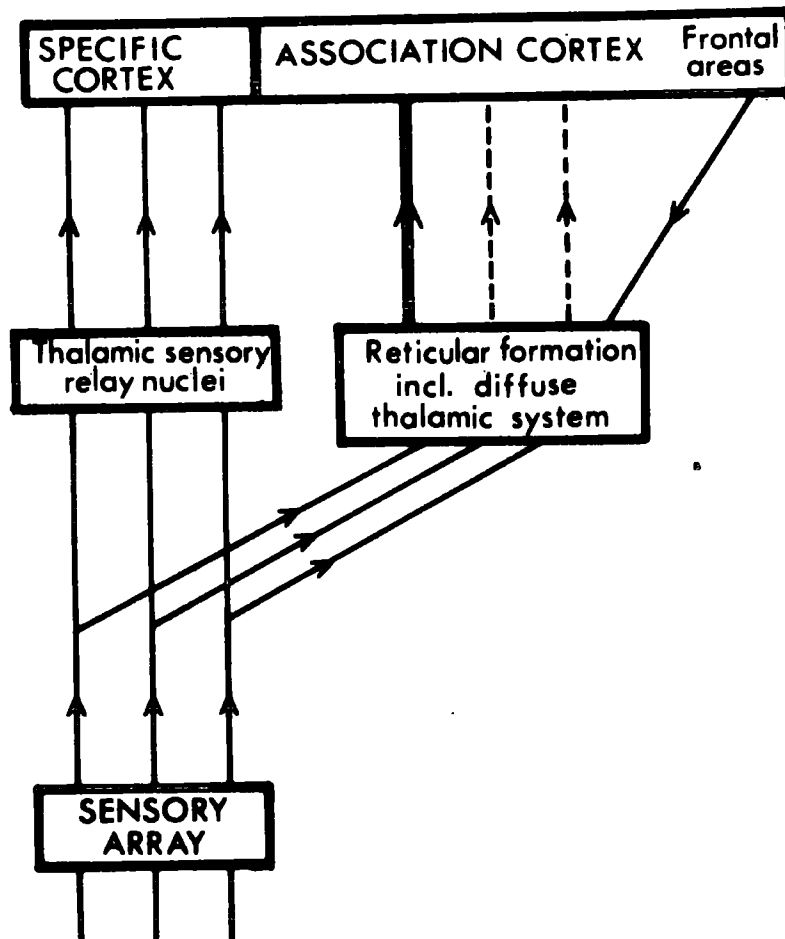 SPECIFIC
CORTEX
ASSOCIATION CORTEX
Frontal
areas
Thalamic sensory
relay nuclei
Reticular formation
incl. diffuse
thalamic system
SENSORY
ARRAY